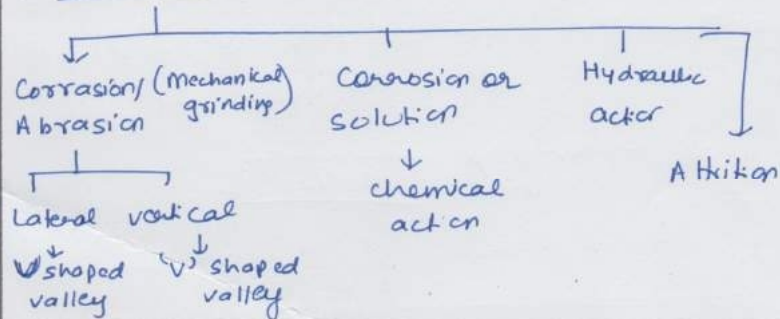 Corrasion/ (Mechanical grinding)
Abrasion
Corrosion or
solution
Hydraulic
action
Attrition
chemical
action
Lateral vertical
U shaped
valley
'V' shaped
valley